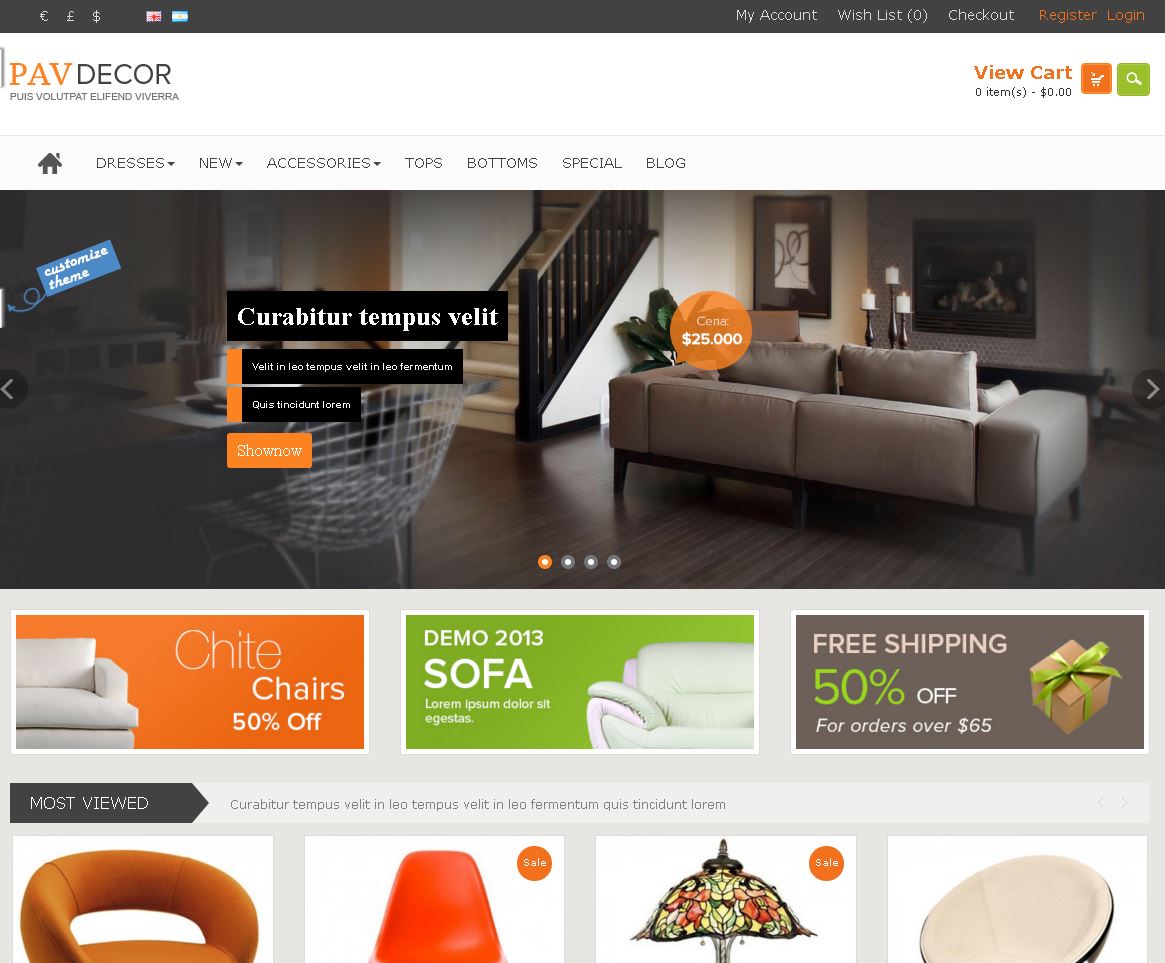 € £ $
My Account Wish List (0) Checkout Register Login
PAV DECOR
PUIS VOLUTPAT ELIFEND VIVERRA
View Cart
0 item(s) - $0.00
DRESSES NEW ACCESSORIES TOPS BOTTOMS SPECIAL BLOG
customize
theme
Curabitur tempus velit
Velit in leo tempus velit in leo fermentum
Quis tincidunt lorem
Shownow
Cena:
$25.000
Chite
Chairs
50% Off
DEMO 2013
SOFA
Lorem ipsum dolor sit
egestas.
FREE SHIPPING
50% OFF
For orders over $65
MOST VIEWED
Curabitur tempus velit in leo tempus velit in leo fermentum quis tincidunt lorem
Sale
Sale